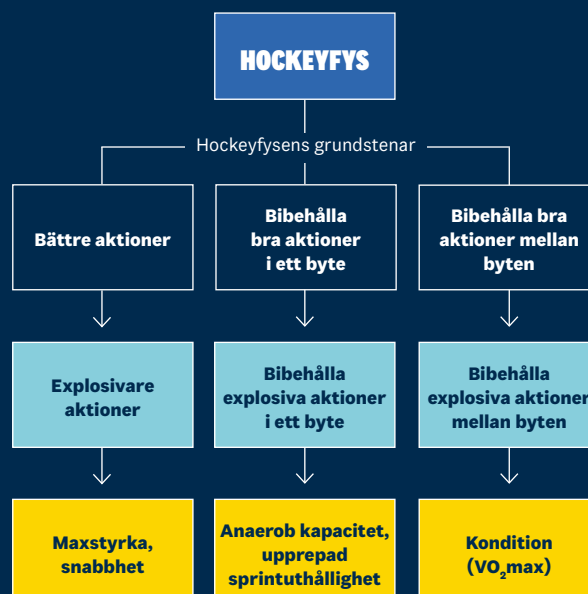 HOCKEYFYS
Hockeyfysens grundstenar
Bättre aktioner
Bibehålla
bra aktioner
i ett byte
Bibehålla bra
aktioner mellan
byten
Explosivare
aktioner
Bibehålla
explosiva aktioner
i ett byte
Bibehålla
explosiva aktioner
mellan byten
Maxstyrka,
snabbhet
Anaerob kapacitet,
upprepad
sprintuthållighet
Kondition
(VO₂max)